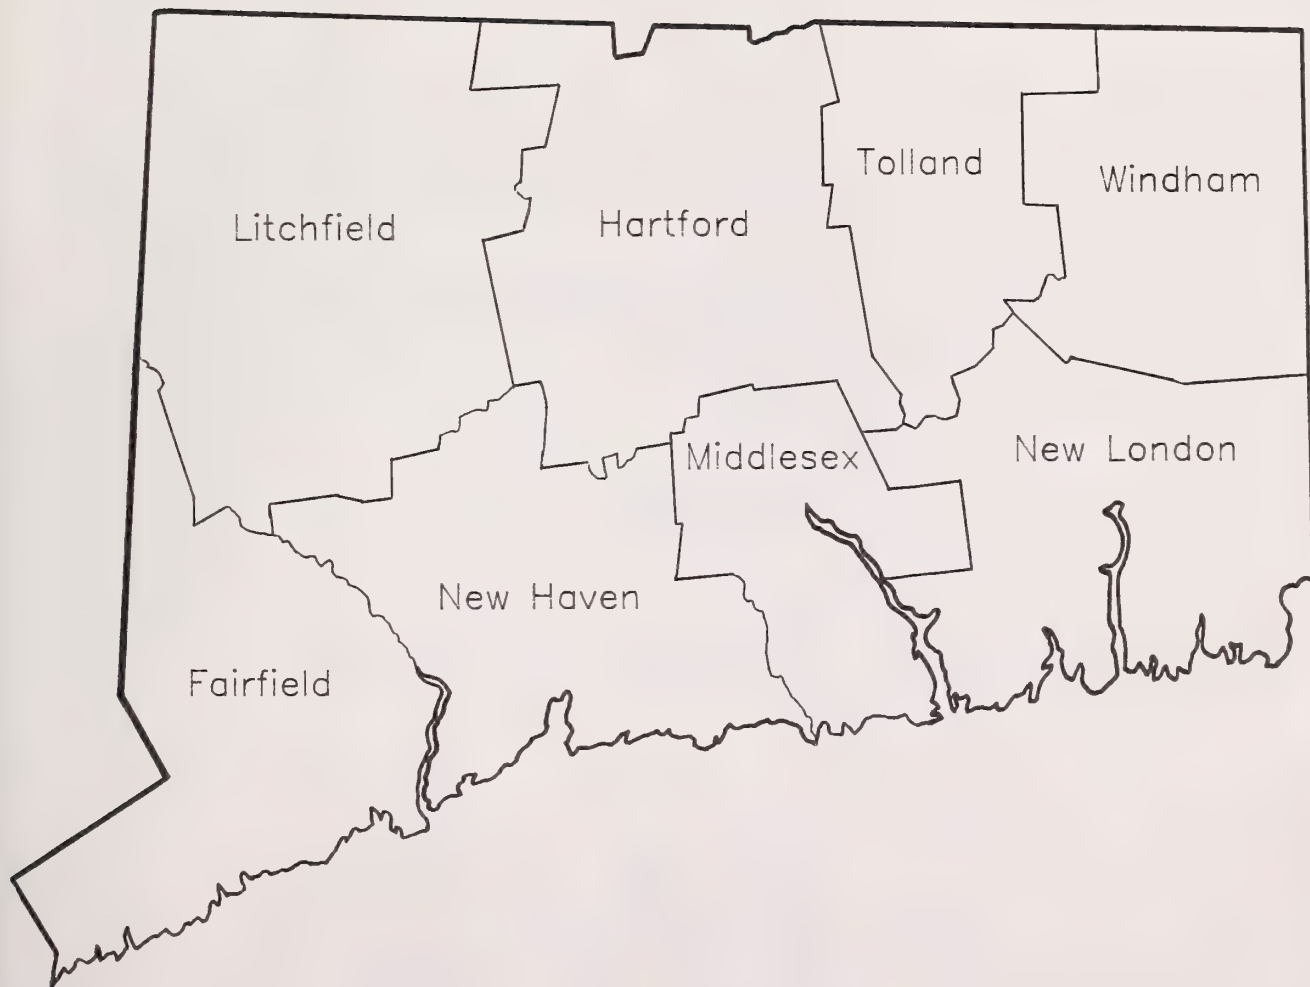 Tolland
Windham
Litchfield
Hartford
Middlesex
New London
New Haven
Fairfield